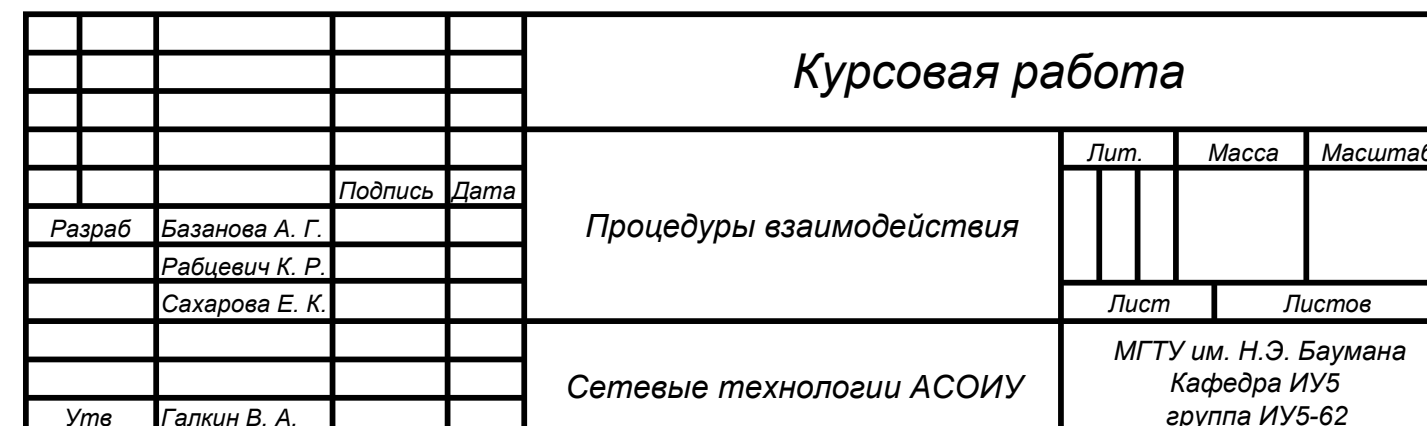 Курсовая работа
Лит. Масса Масштаб
Подпись Дата
Разраб Базанова А. Г.
Процедуры взаимодействия
Рабцевич К. Р.
Сахарова Е. К.
Лист Листов
МГТУ им. Н.Э. Баумана
Сетевые технологии АСОИУ
Кафедра ИУ5
Утв Галкин В. А.
группа ИУ5-62